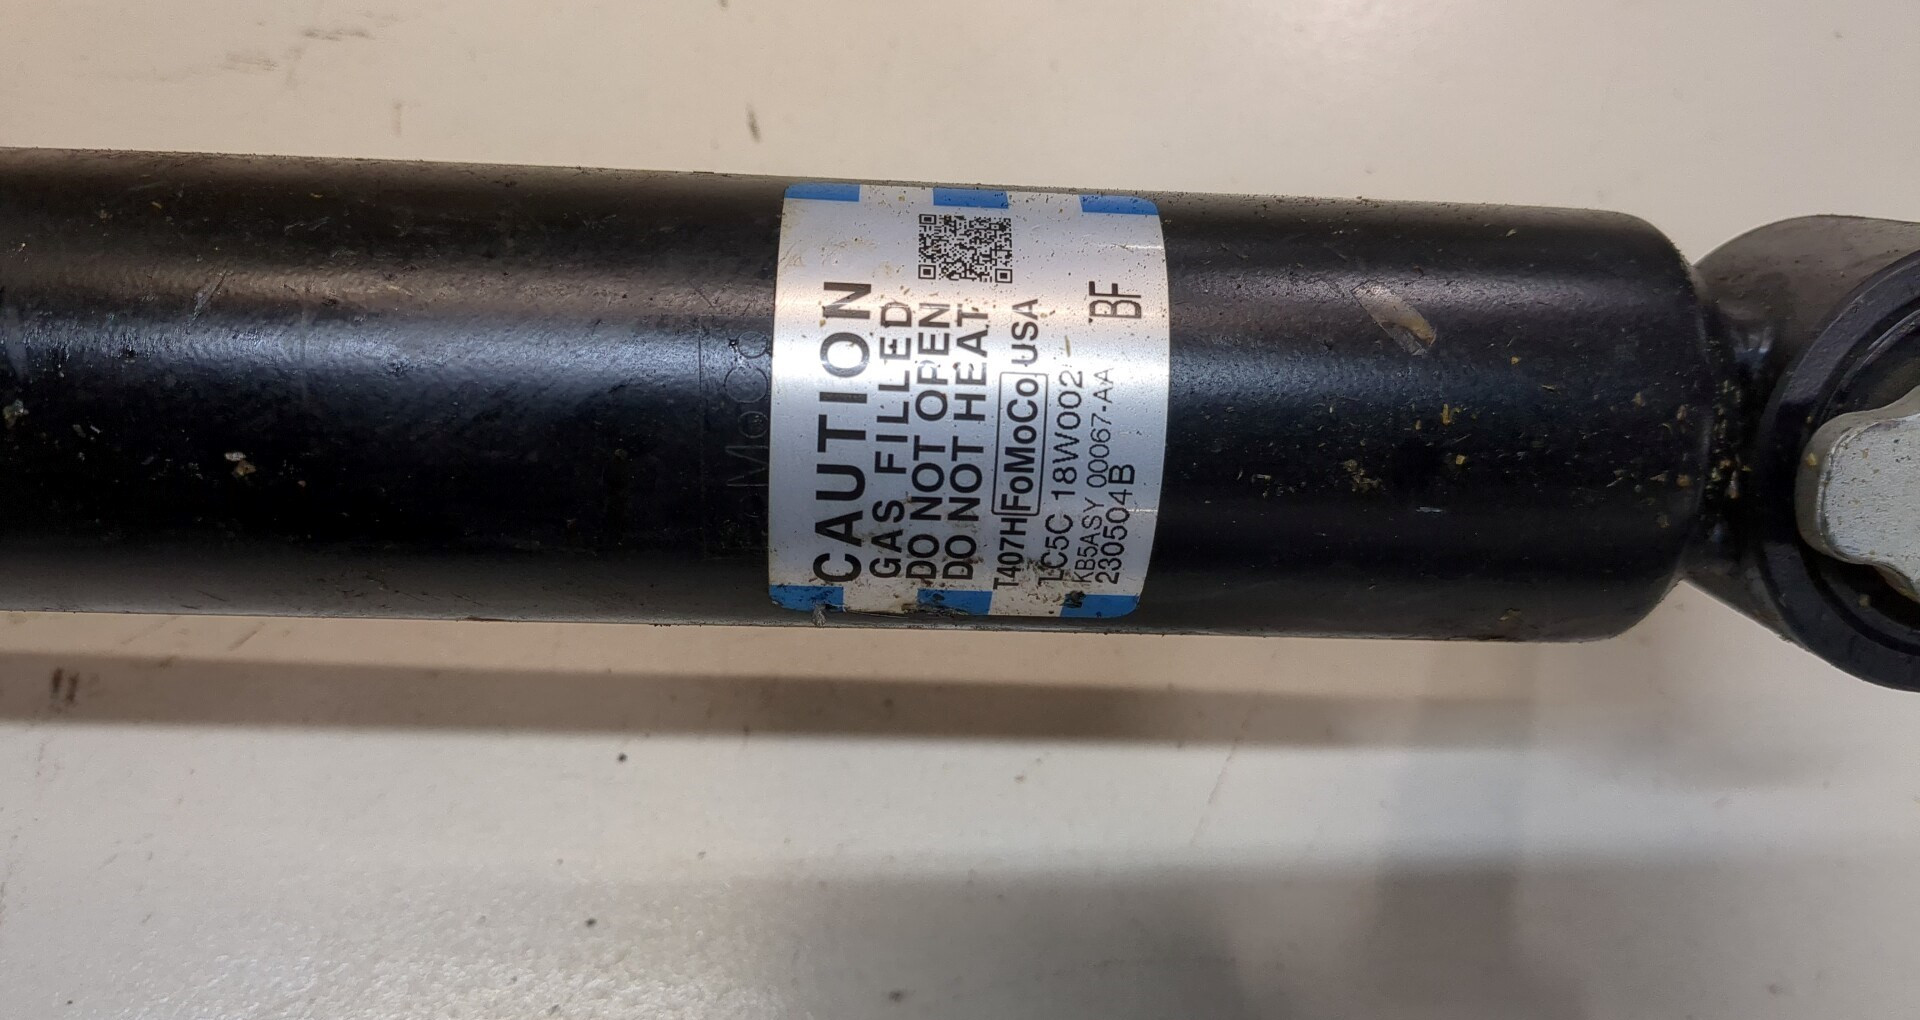 CAUTION
GAS FILLED
DO NOT OPEN
DO NOT HEAT
T407H FoMoCo USA
LC5C 18W002-
KB5ASY 00067-AA
230504B
BF